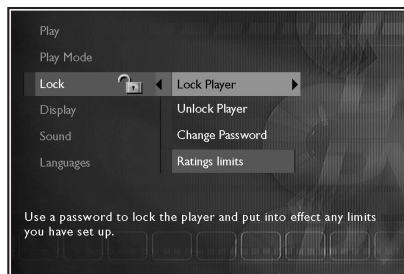 Play
Play Mode
Lock
Display
Sound
Languages
Lock Player
Unlock Player
Change Password
Ratings limits
Use a password to lock the player and put into effect any limits
you have set up.